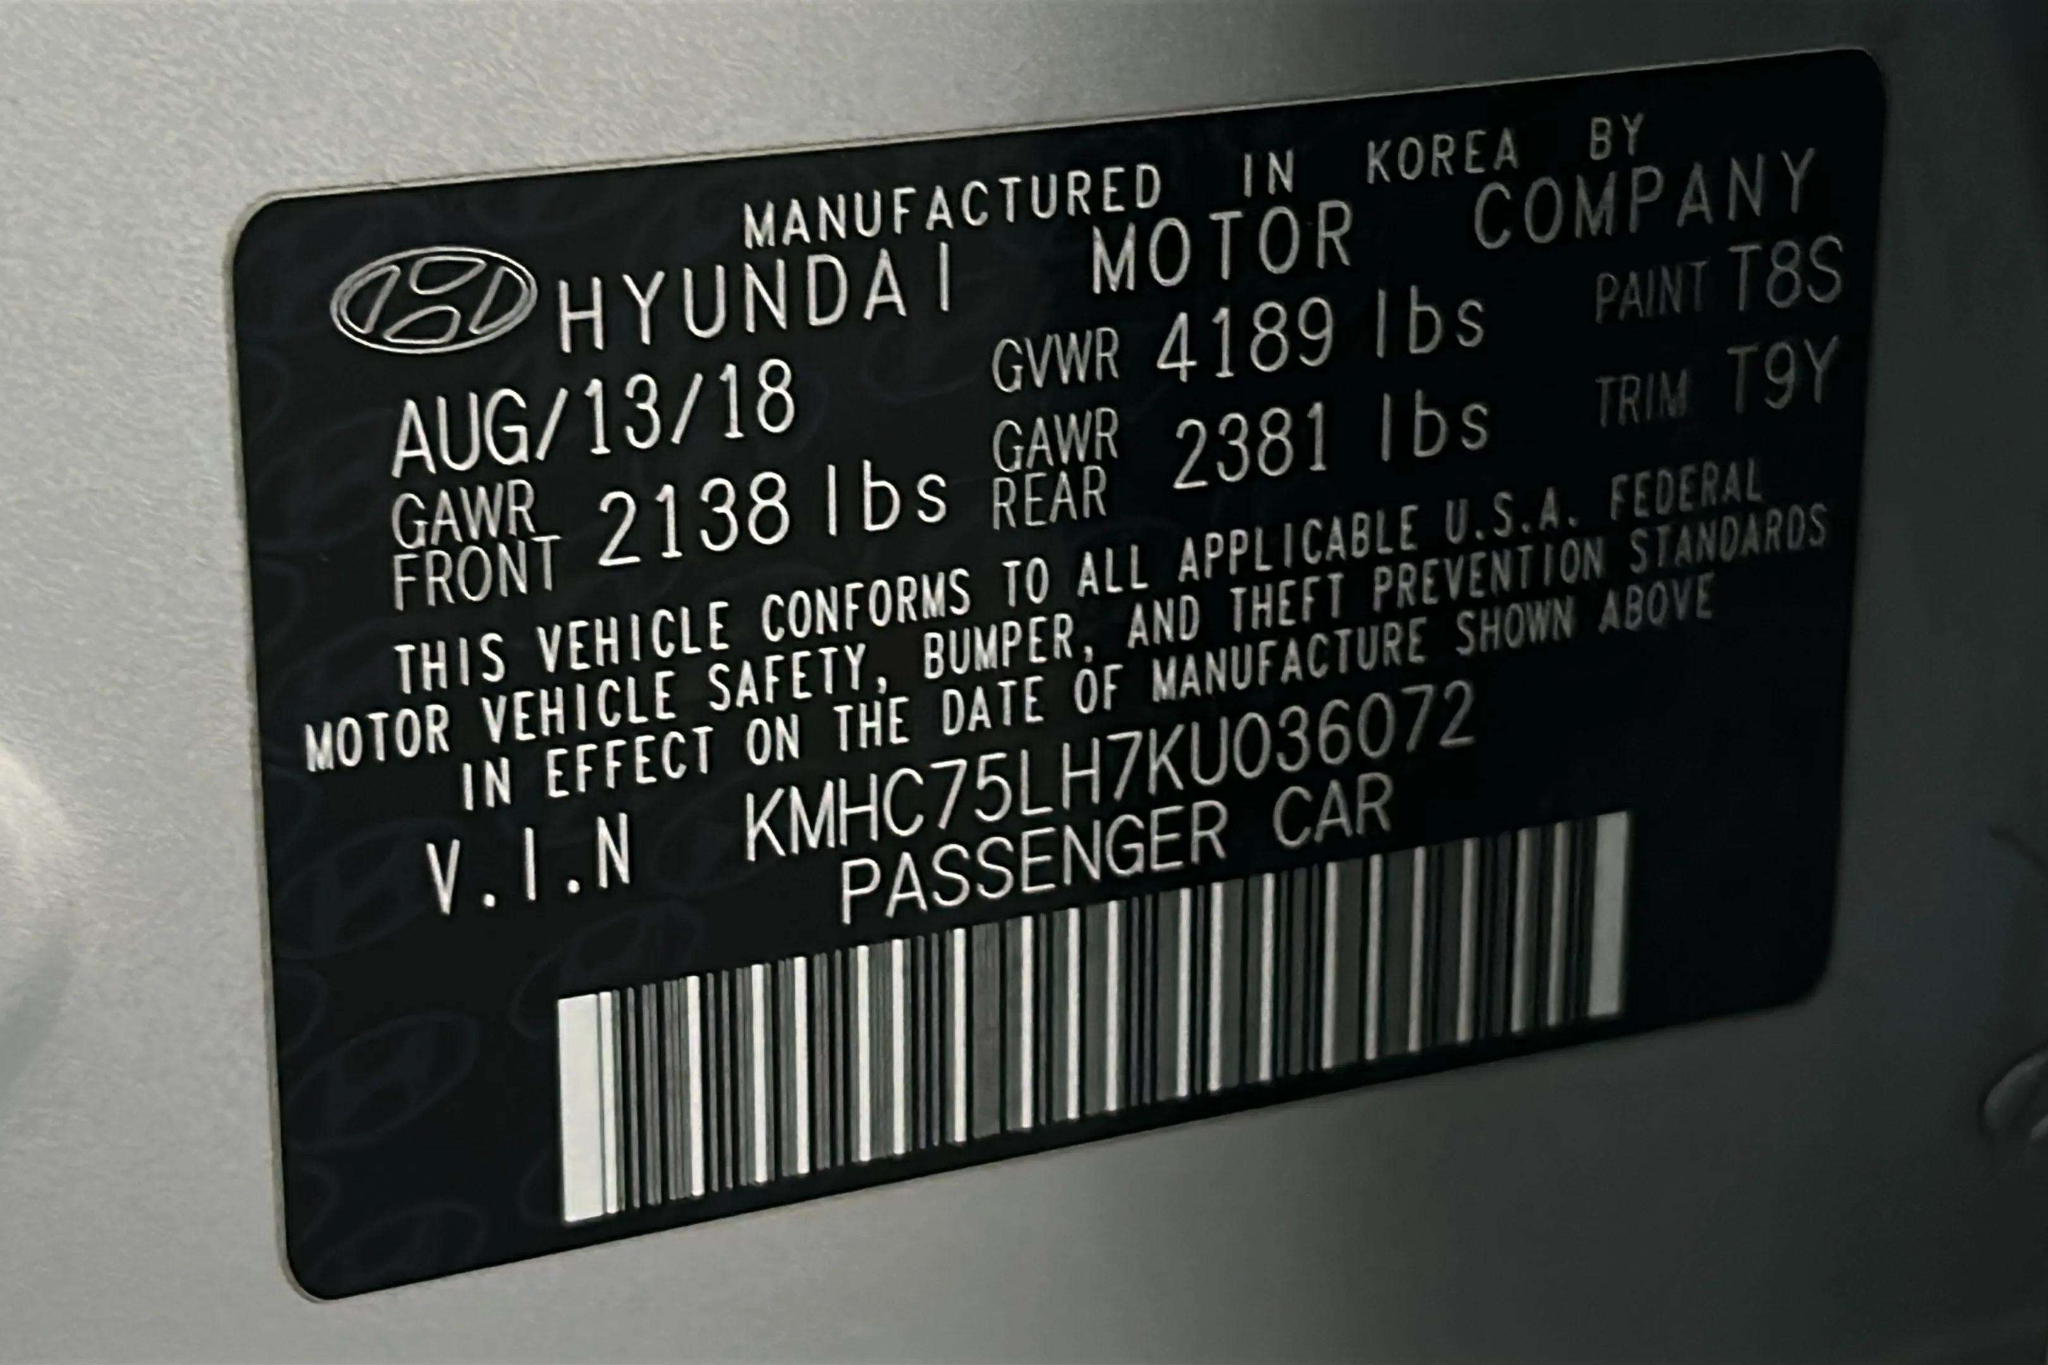 MANUFACTURED IN KOREA BY
HYUNDAI MOTOR COMPANY
AUG/13/18 GVWR 4189 lbs PAINT T8S
GAWR FRONT 2138 lbs GAWR REAR 2381 lbs TRIM T9Y
THIS VEHICLE CONFORMS TO ALL APPLICABLE U.S.A. FEDERAL
MOTOR VEHICLE SAFETY, BUMPER, AND THEFT PREVENTION STANDARDS
IN EFFECT ON THE DATE OF MANUFACTURE SHOWN ABOVE
V.I.N KMHC75LH7KU036072
PASSENGER CAR